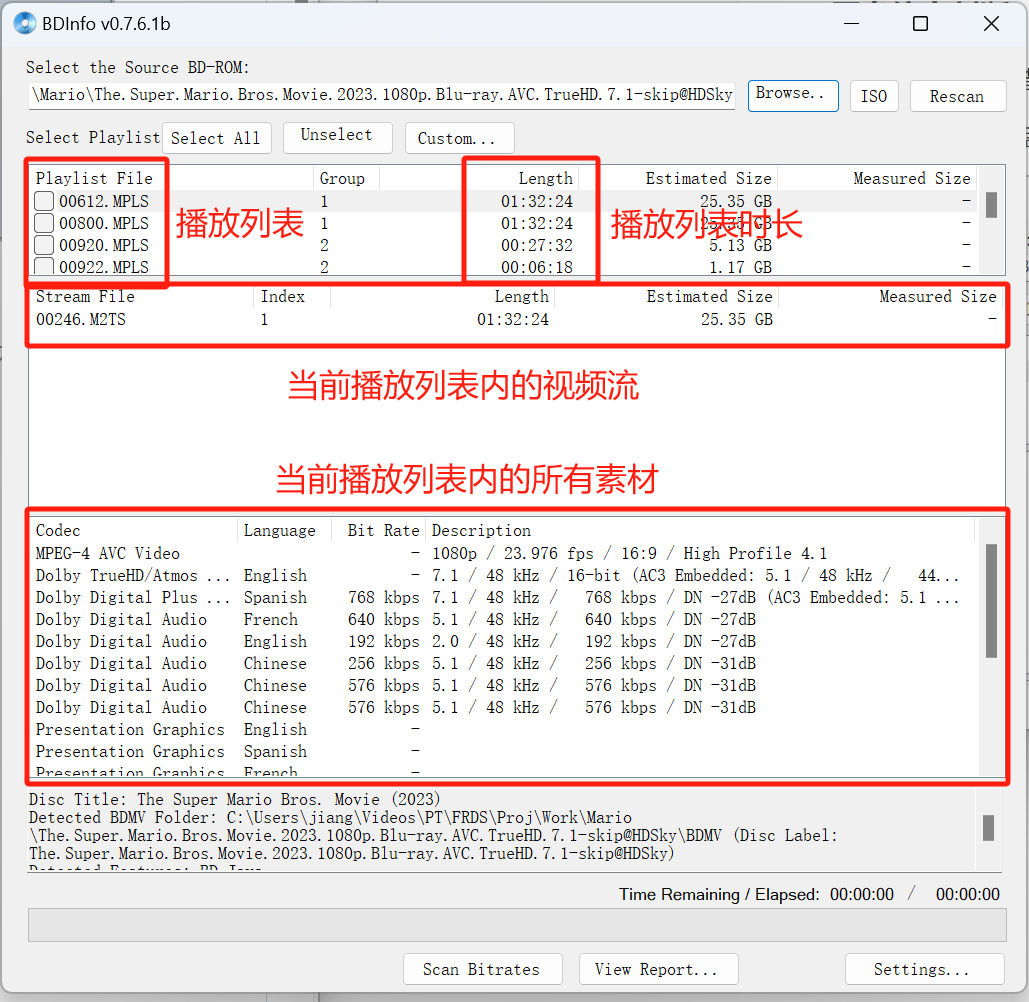 BDInfo v0.7.6.1b
Select the Source BD-ROM:
\Mario\The.Super.Mario.Bros.Movie.2023.1080p.Blu-ray.AVC.TrueHD.7.1-skip@HDSky Browse.. ISO Rescan
Select Playlist Select All Unselect Custom...
Playlist File Group Length Estimated Size Measured Size
00612.MPLS 1 01:32:24 25.35 GB -
00800.MPLS 1 01:32:24 25.35 GB -
播放列表 播放列表时长
00920.MPLS 2 00:27:32 5.13 GB -
00922.MPLS 2 00:06:18 1.17 GB -
Stream File Index Length Estimated Size Measured Size
00246.M2TS 1 01:32:24 25.35 GB -
当前播放列表内的视频流
当前播放列表内的所有素材
Codec Language Bit Rate Description
MPEG-4 AVC Video - 1080p / 23.976 fps / 16:9 / High Profile 4.1
Dolby TrueHD/Atmos ... English - 7.1 / 48 kHz / 16-bit (AC3 Embedded: 5.1 / 48 kHz / 44...
Dolby Digital Plus ... Spanish 768 kbps 7.1 / 48 kHz / 768 kbps / DN -27dB (AC3 Embedded: 5.1 ...
Dolby Digital Audio French 640 kbps 5.1 / 48 kHz / 640 kbps / DN -27dB
Dolby Digital Audio English 192 kbps 2.0 / 48 kHz / 192 kbps / DN -27dB
Dolby Digital Audio Chinese 256 kbps 5.1 / 48 kHz / 256 kbps / DN -31dB
Dolby Digital Audio Chinese 576 kbps 5.1 / 48 kHz / 576 kbps / DN -31dB
Dolby Digital Audio Chinese 576 kbps 5.1 / 48 kHz / 576 kbps / DN -31dB
Presentation Graphics English -
Presentation Graphics Spanish -
Presentation Graphics French -
Disc Title: The Super Mario Bros. Movie (2023)
Detected BDMV Folder: C:\Users\jiang\Videos\PT\FRDS\Proj\Work\Mario
\The.Super.Mario.Bros.Movie.2023.1080p.Blu-ray.AVC.TrueHD.7.1-skip@HDSky\BDMV (Disc Label:
The.Super.Mario.Bros.Movie.2023.1080p.Blu-ray.AVC.TrueHD.7.1-skip@HDSky)
Detected Features: BD-Java
Time Remaining / Elapsed: 00:00:00 / 00:00:00
Scan Bitrates View Report... Settings...